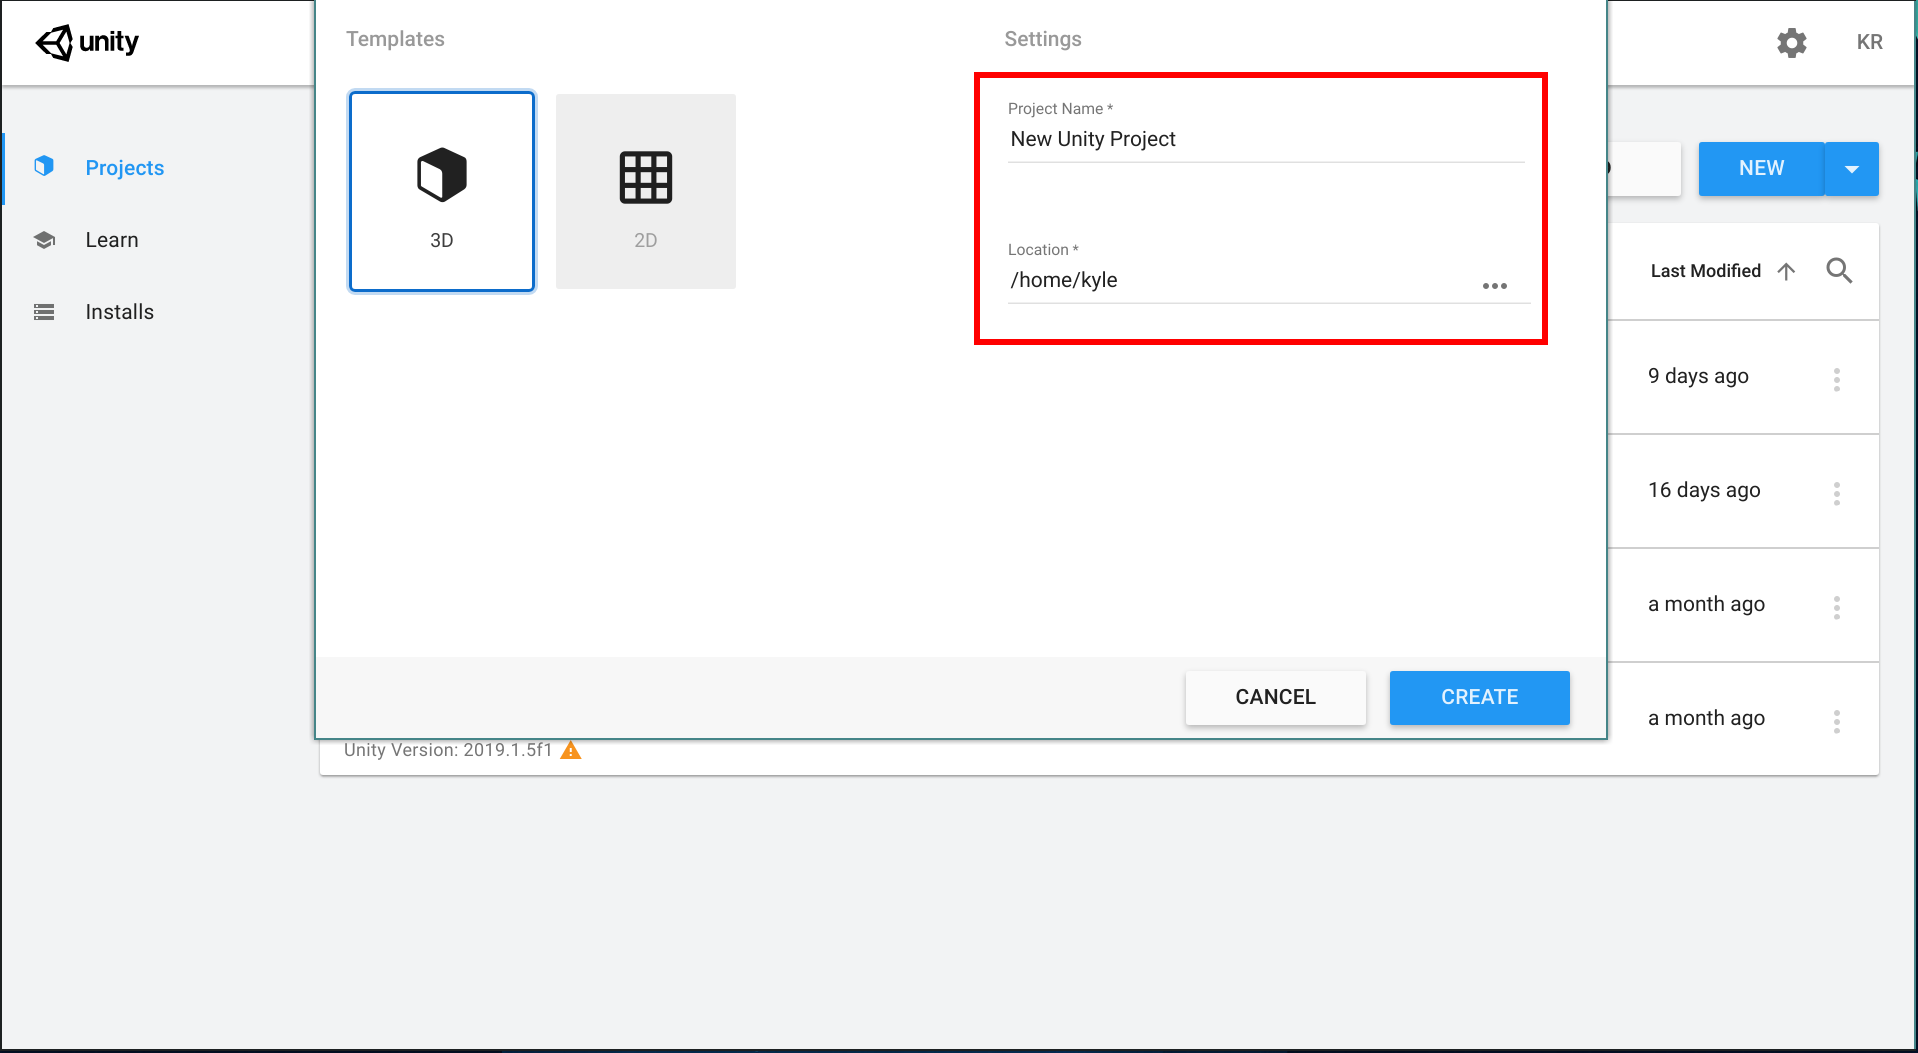 unity
KR
Projects
Learn
Installs
Templates
3D
2D
Settings
Project Name *
New Unity Project
Location *
/home/kyle
CANCEL
CREATE
NEW
Last Modified
9 days ago
16 days ago
a month ago
a month ago
Unity Version: 2019.1.5f1